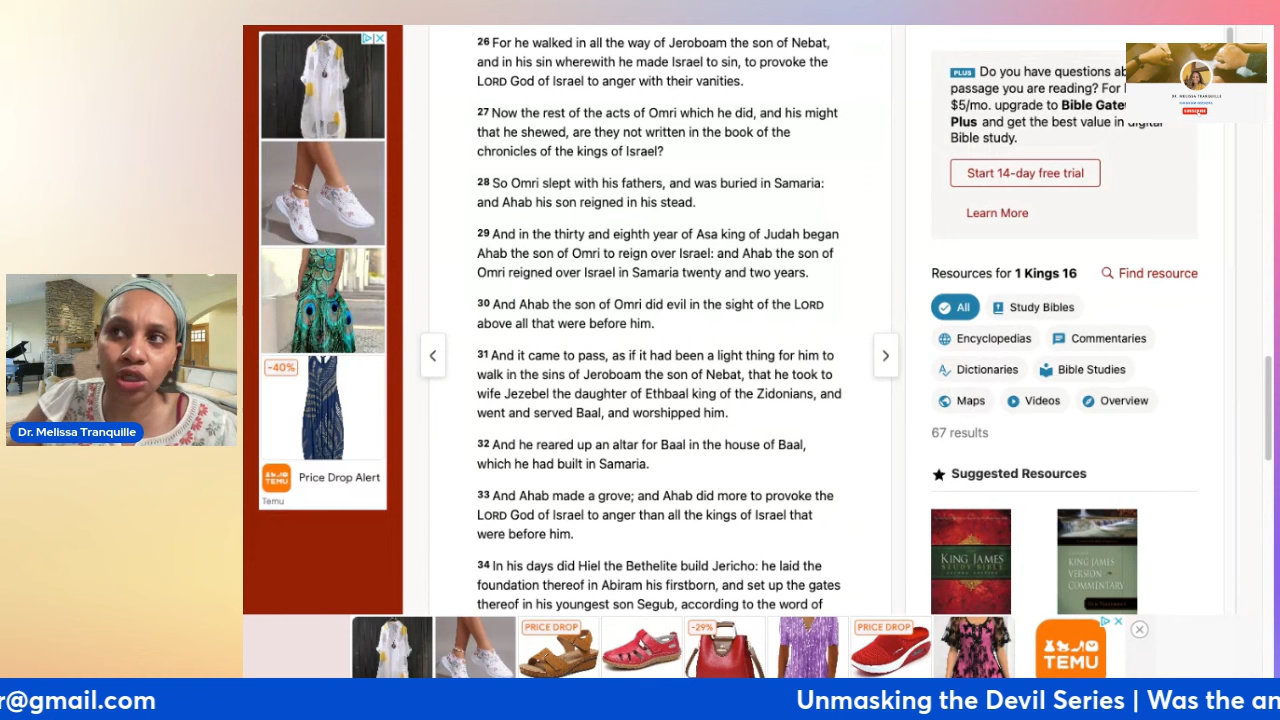 26 For he walked in all the way of Jeroboam the son of Nebat,
and in his sin wherewith he made Israel to sin, to provoke the
LORD God of Israel to anger with their vanities.
27 Now the rest of the acts of Omri which he did, and his might
that he shewed, are they not written in the book of the
chronicles of the kings of Israel?
28 So Omri slept with his fathers, and was buried in Samaria:
and Ahab his son reigned in his stead.
29 And in the thirty and eighth year of Asa king of Judah began
Ahab the son of Omri to reign over Israel: and Ahab the son of
Omri reigned over Israel in Samaria twenty and two years.
30 And Ahab the son of Omri did evil in the sight of the LORD
above all that were before him.
31 And it came to pass, as if it had been a light thing for him to
walk in the sins of Jeroboam the son of Nebat, that he took to
wife Jezebel the daughter of Ethbaal king of the Zidonians, and
went and served Baal, and worshipped him.
32 And he reared up an altar for Baal in the house of Baal,
which he had built in Samaria.
33 And Ahab made a grove; and Ahab did more to provoke the
LORD God of Israel to anger than all the kings of Israel that
were before him.
34 In his days did Hiel the Bethelite build Jericho: he laid the
foundation thereof in Abiram his firstborn, and set up the gates
thereof in his youngest son Segub, according to the word of
PLUS Do you have questions ab
passage you are reading? For
$5/mo. upgrade to Bible Gate
Plus and get the best value in digital
Bible study.
Start 14-day free trial
Learn More
DR. MELISSA TRANQUILLE
SUBSCRIBE
Resources for 1 Kings 16
Find resource
All
Study Bibles
Encyclopedias
Commentaries
Dictionaries
Bible Studies
Maps
Videos
Overview
67 results
Suggested Resources
KING JAMES
STUDY BIBLE
KING JAMES
VERSION
COMMENTARY
-40%
TEMU
Price Drop Alert
Temu
Dr. Melissa Tranquille
PRICE DROP
-29%
PRICE DROP
TEMU
r@gmail.com
Unmasking the Devil Series | Was the an